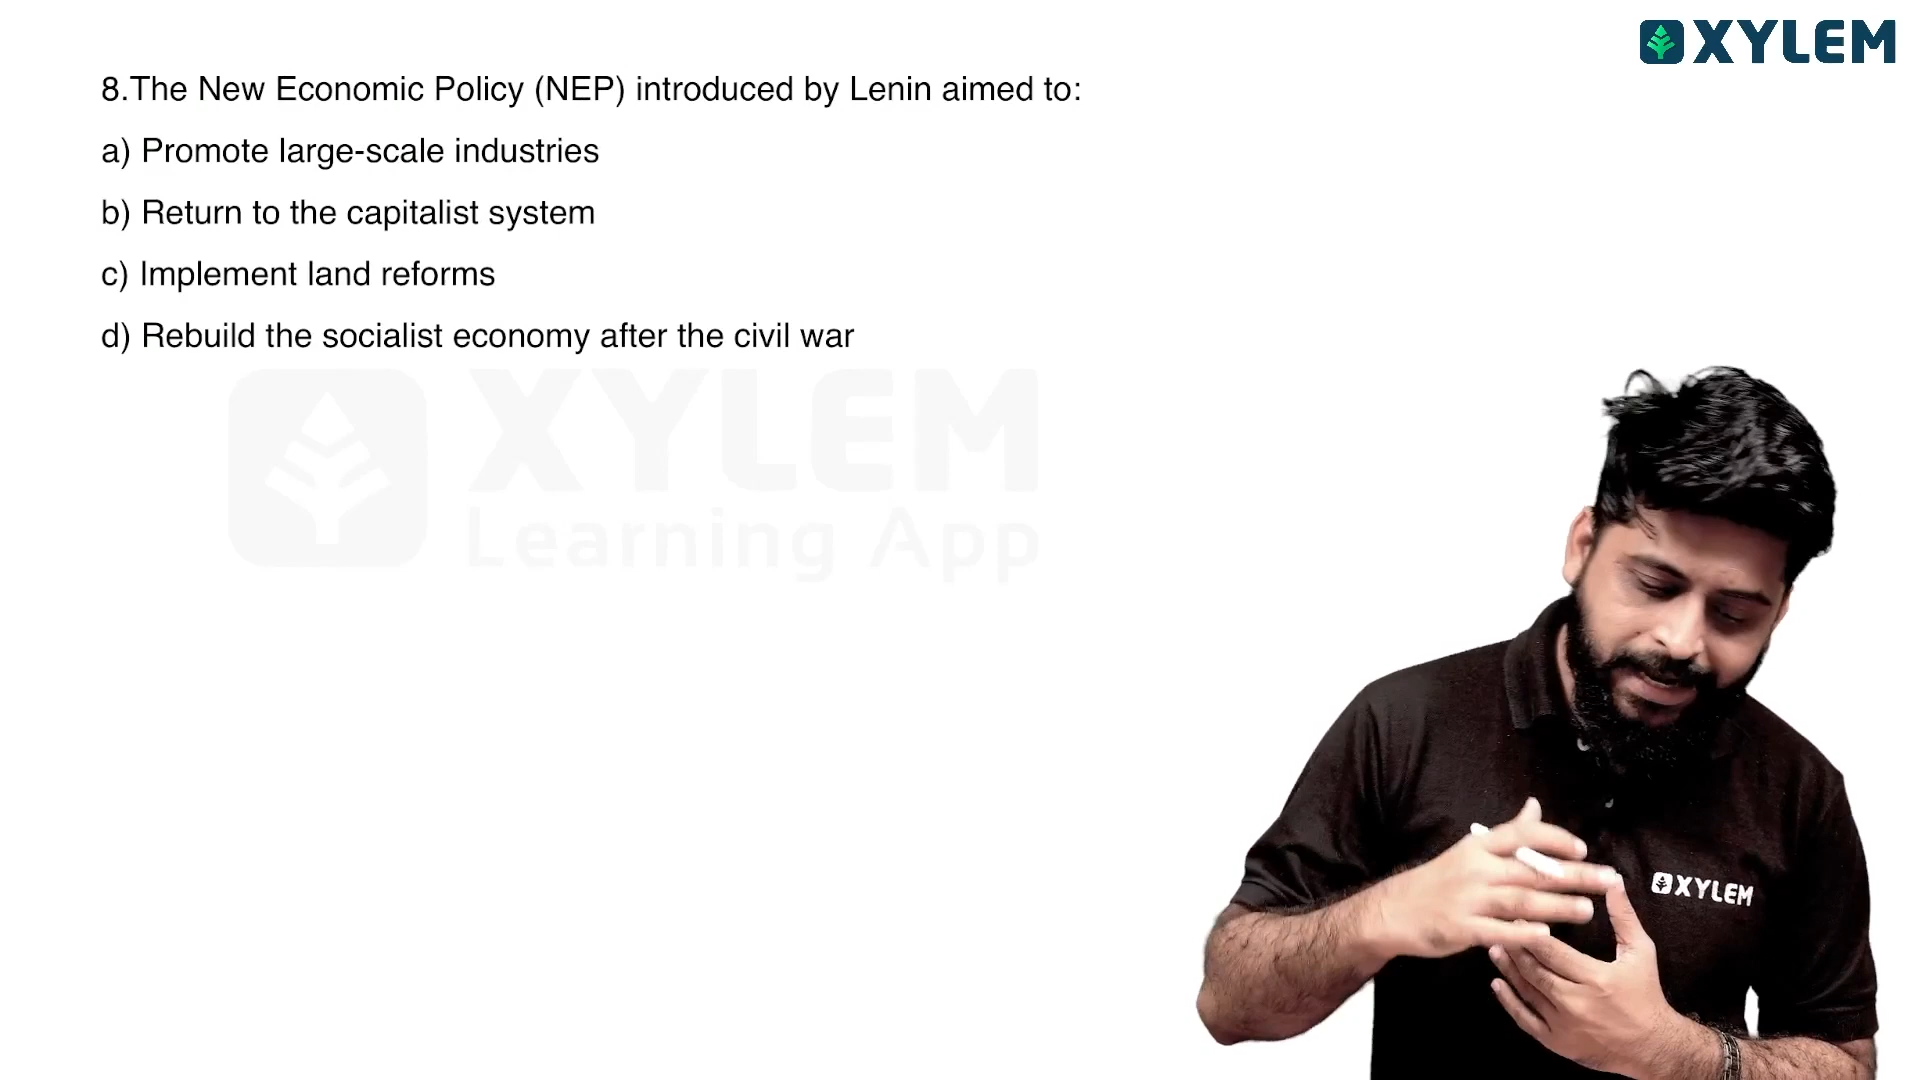 XYLEM
8.The New Economic Policy (NEP) introduced by Lenin aimed to:
a) Promote large-scale industries
b) Return to the capitalist system
c) Implement land reforms
d) Rebuild the socialist economy after the civil war
XYLEM
Learning App
XYLEM